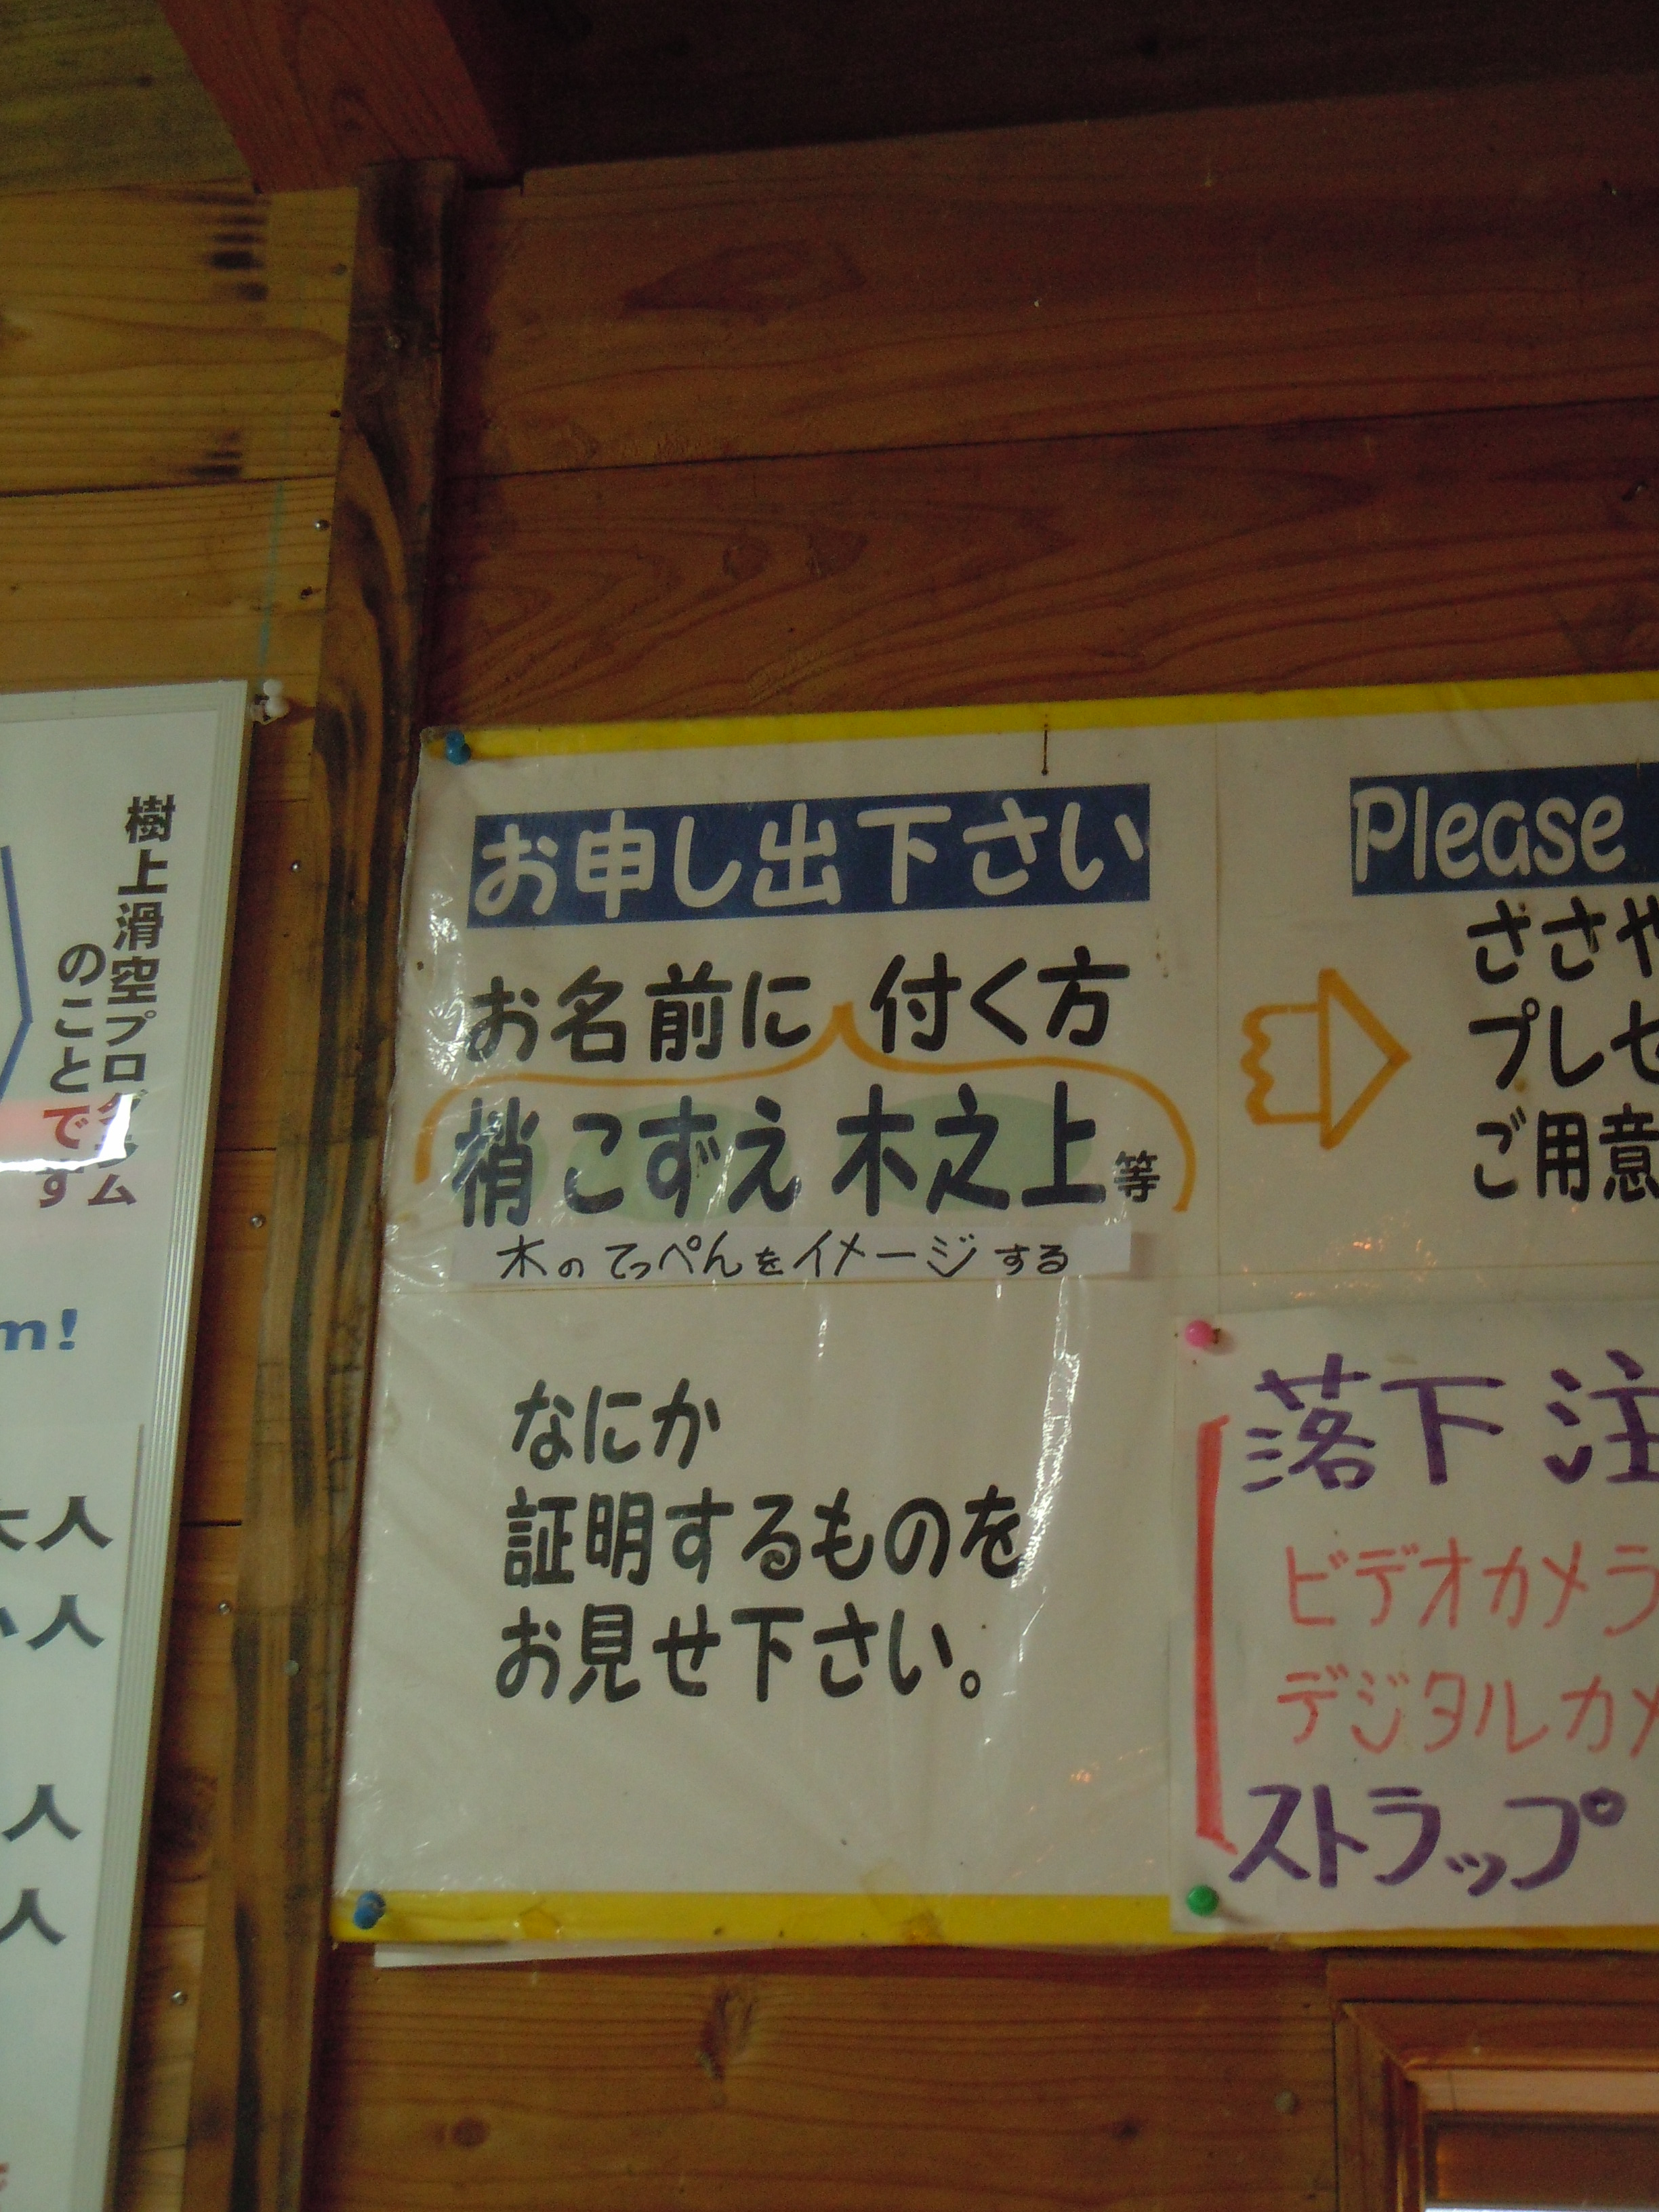 樹上滑空プログラム
のことです
m!
大人
人
人
人
お申し出下さい
お名前に 付く方
梢 こずえ 木之上 等
木のてっぺんをイメージする
なにか
証明するものを
お見せ下さい。
Please
ささや
プレゼ
ご用意
落下 注
ビデオカメラ
デジタルカメ
ストラップ